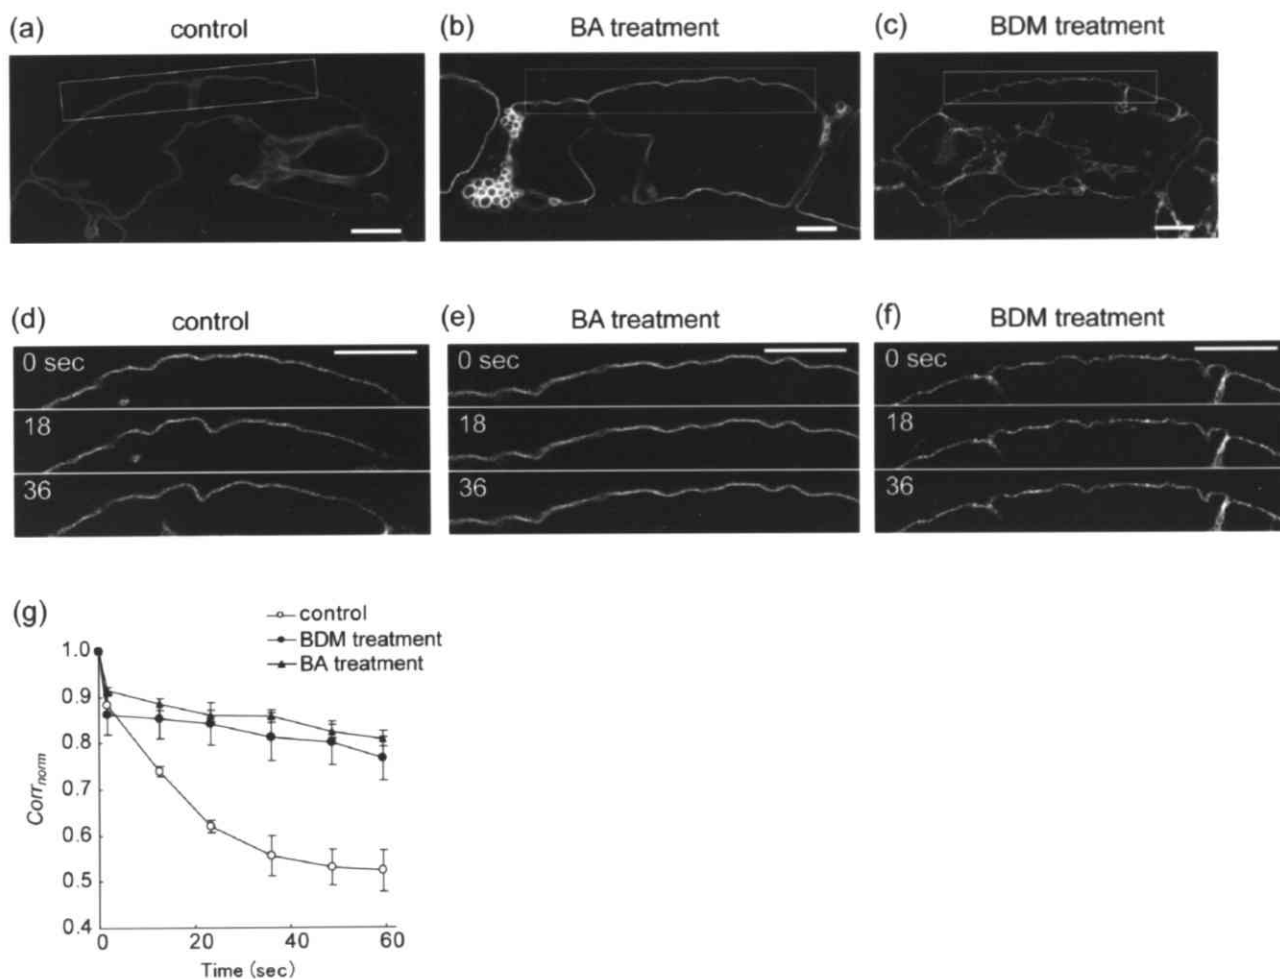 (a) control
(b) BA treatment
(c) BDM treatment
(d) control
0 sec
18
36
(e) BA treatment
0 sec
18
36
(f) BDM treatment
0 sec
18
36
(g)
control
BDM treatment
BA treatment
1.0
0.9
0.8
0.7
0.6
0.5
0.4
Corrnorm
0 20 40 60
Time (sec)